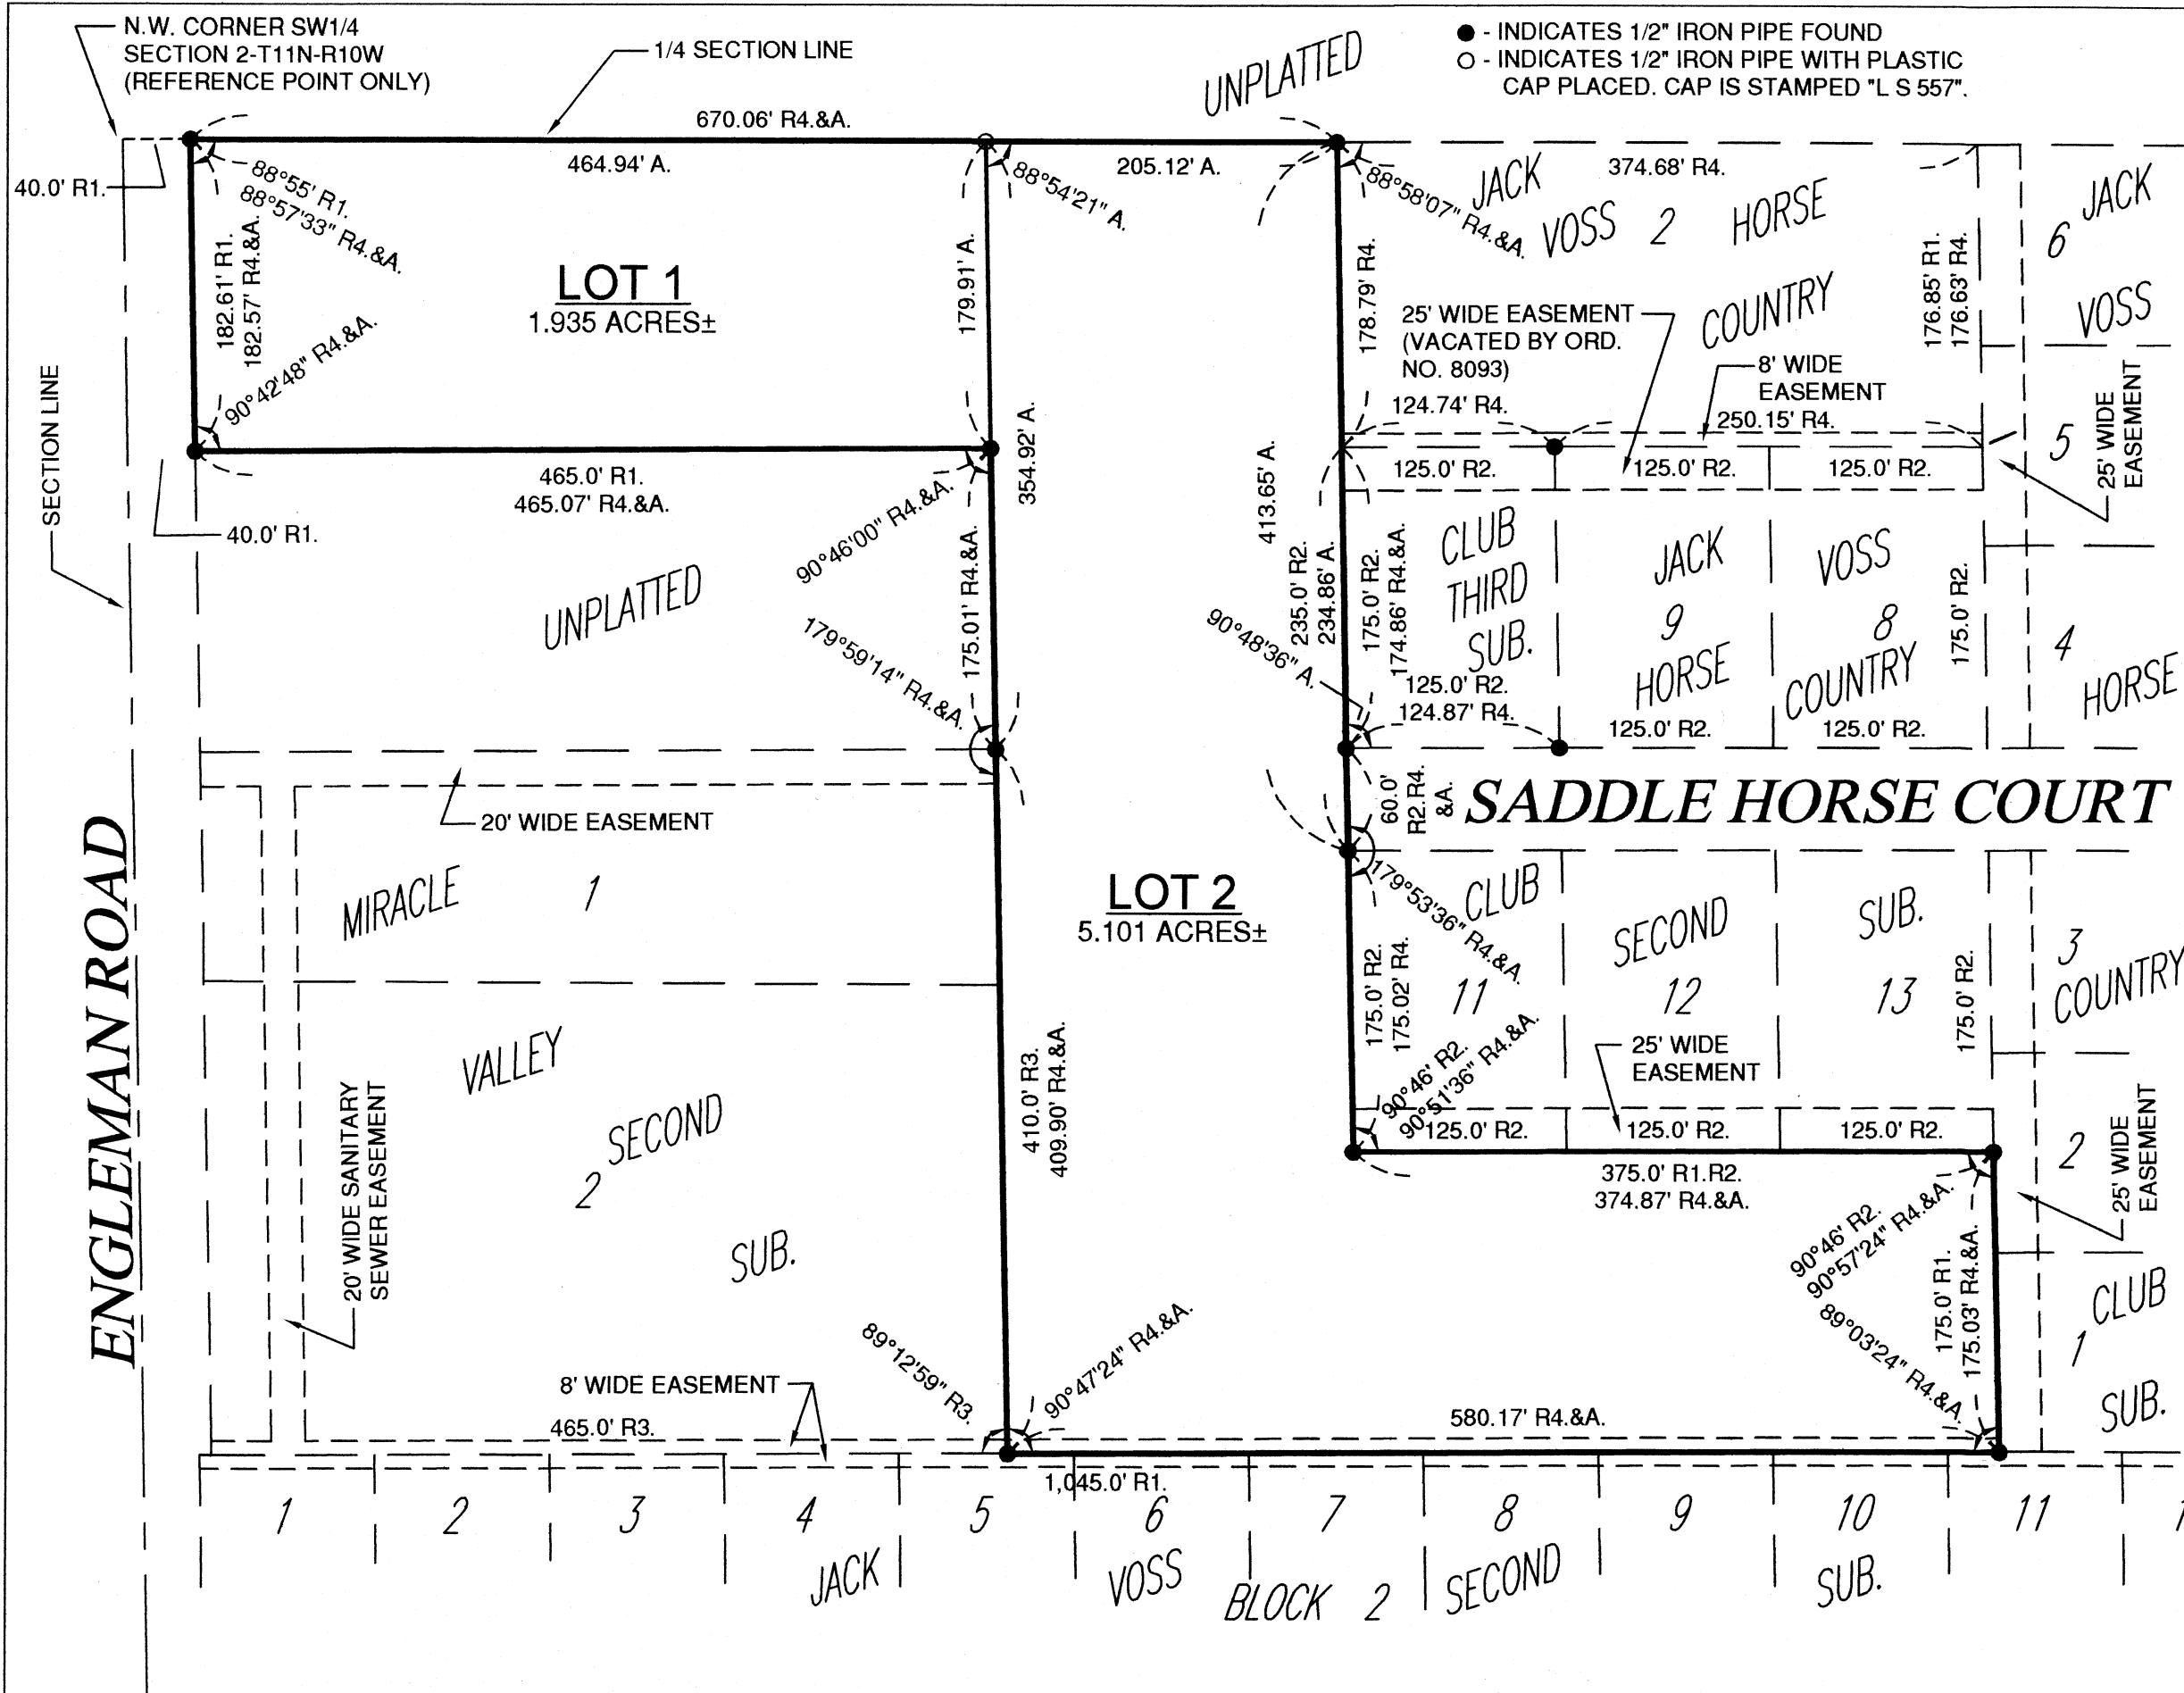 N.W. CORNER SW1/4
SECTION 2-T11N-R10W
(REFERENCE POINT ONLY)
1/4 SECTION LINE
UNPLATTED
● - INDICATES 1/2" IRON PIPE FOUND
○ - INDICATES 1/2" IRON PIPE WITH PLASTIC
CAP PLACED. CAP IS STAMPED "L S 557".
670.06' R4.&A.
464.94' A.
205.12' A.
374.68' R4.
40.0' R1.
88°55' R1.
88°57'33" R4.&A.
88°54'21" A.
88°58'07" R4.&A.
182.61' R1.
182.57' R4.&A.
90°42'48" R4.&A.
LOT 1
1.935 ACRES±
179.91' A.
354.92' A.
178.79' R4.
413.65' A.
JACK
VOSS 2 HORSE
COUNTRY
176.85' R1.
176.63' R4.
6 JACK
VOSS
25' WIDE EASEMENT
(VACATED BY ORD.
NO. 8093)
8' WIDE
EASEMENT
124.74' R4.
250.15' R4.
125.0' R2.
125.0' R2.
125.0' R2.
5
25' WIDE
EASEMENT
SECTION LINE
465.0' R1.
465.07' R4.&A.
40.0' R1.
90°46'00" R4.&A.
UNPLATTED
175.01' R4.&A.
179°59'14" R4.&A.
235.0' R2.
234.86' A.
175.0' R2.
174.86' R4.&A.
90°48'36" A.
CLUB
THIRD
SUB.
JACK
9
HORSE
VOSS
8
COUNTRY
175.0' R2.
4
HORSE
125.0' R2.
124.87' R4.
125.0' R2.
125.0' R2.
60.0'
R2.R4.
&A.
SADDLE HORSE COURT
20' WIDE EASEMENT
ENGLEMAN ROAD
MIRACLE 1
LOT 2
5.101 ACRES±
179°53'36" R4.&A.
CLUB
11
SECOND
12
SUB.
13
175.0' R2.
175.02' R4.
175.0' R2.
3
COUNTRY
VALLEY
SECOND
2
SUB.
410.0' R3.
409.90' R4.&A.
90°46' R2.
90°51'36" R4.&A.
25' WIDE
EASEMENT
125.0' R2.
125.0' R2.
125.0' R2.
375.0' R1.R2.
374.87' R4.&A.
2
25' WIDE
EASEMENT
20' WIDE SANITARY
SEWER EASEMENT
90°46' R2.
90°57'24" R4.&A.
89°03'24" R4.&A.
175.0' R1.
175.03' R4.&A.
1 CLUB
SUB.
89°12'59" R3.
90°47'24" R4.&A.
8' WIDE EASEMENT
465.0' R3.
580.17' R4.&A.
1,045.0' R1.
1 2 3 4 5 6 7 8 9 10 11
JACK VOSS BLOCK 2 SECOND SUB.